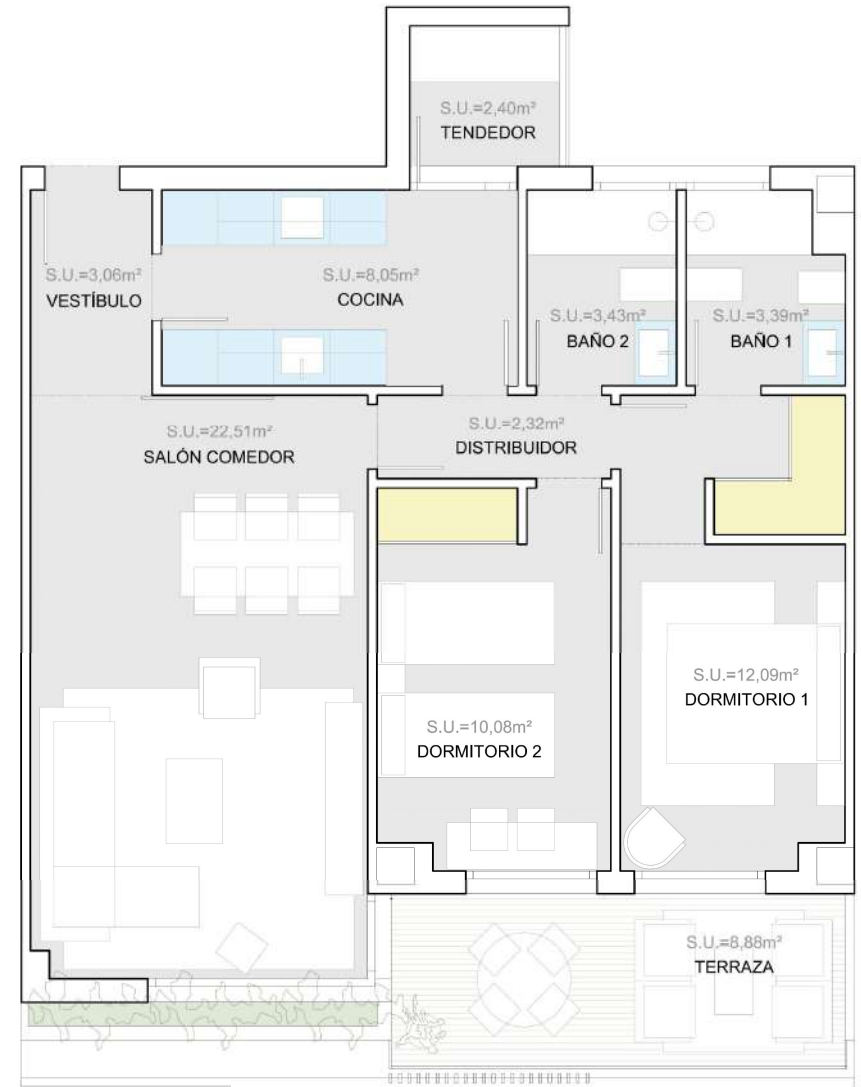 S.U.=2,40m²
TENDEDOR
S.U.=3,06m²
VESTÍBULO
S.U.=8,05m²
COCINA
S.U.=3,43m²
BAÑO 2
S.U.=3,39m²
BAÑO 1
S.U.=22,51m²
SALÓN COMEDOR
S.U.=2,32m²
DISTRIBUIDOR
S.U.=12,09m²
DORMITORIO 1
S.U.=10,08m²
DORMITORIO 2
S.U.=8,88m²
TERRAZA